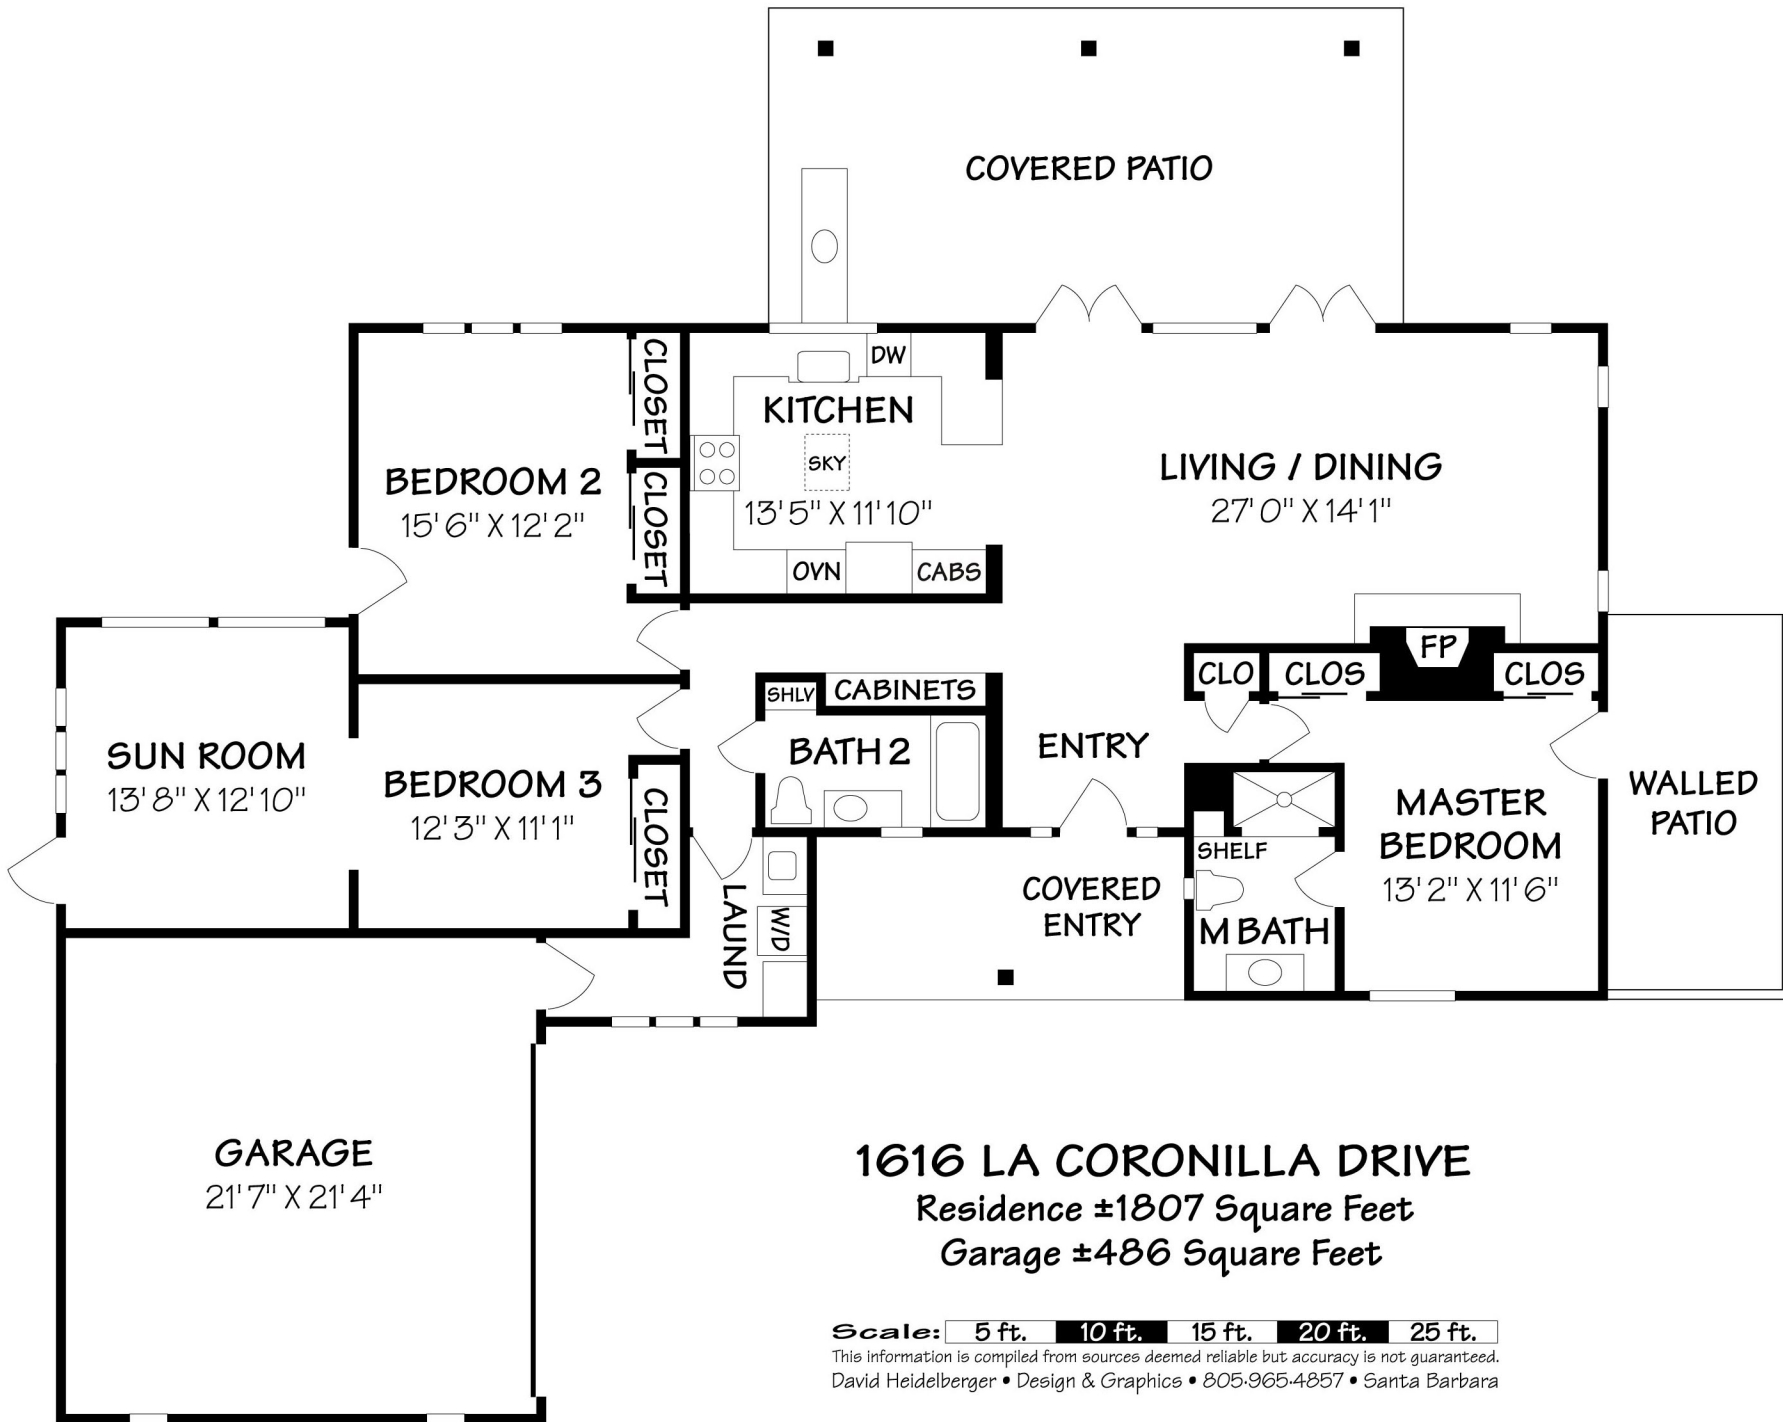 COVERED PATIO
DW
KITCHEN
SKY
13'5" X 11'10"
OVN
CABS
CLOSET
CLOSET
BEDROOM 2
15'6" X 12'2"
LIVING / DINING
27'0" X 14'1"
FP
CLO
CLOS
CLOS
SHLV
CABINETS
BATH 2
ENTRY
SUN ROOM
13'8" X 12'10"
BEDROOM 3
12'3" X 11'1"
CLOSET
MASTER
BEDROOM
13'2" X 11'6"
WALLED
PATIO
SHELF
M BATH
COVERED
ENTRY
LAUND
W/D
GARAGE
21'7" X 21'4"
1616 LA CORONILLA DRIVE
Residence ±1807 Square Feet
Garage ±486 Square Feet
Scale: 5 ft. 10 ft. 15 ft. 20 ft. 25 ft.
This information is compiled from sources deemed reliable but accuracy is not guaranteed.
David Heidelberger • Design & Graphics • 805•965•4857 • Santa Barbara